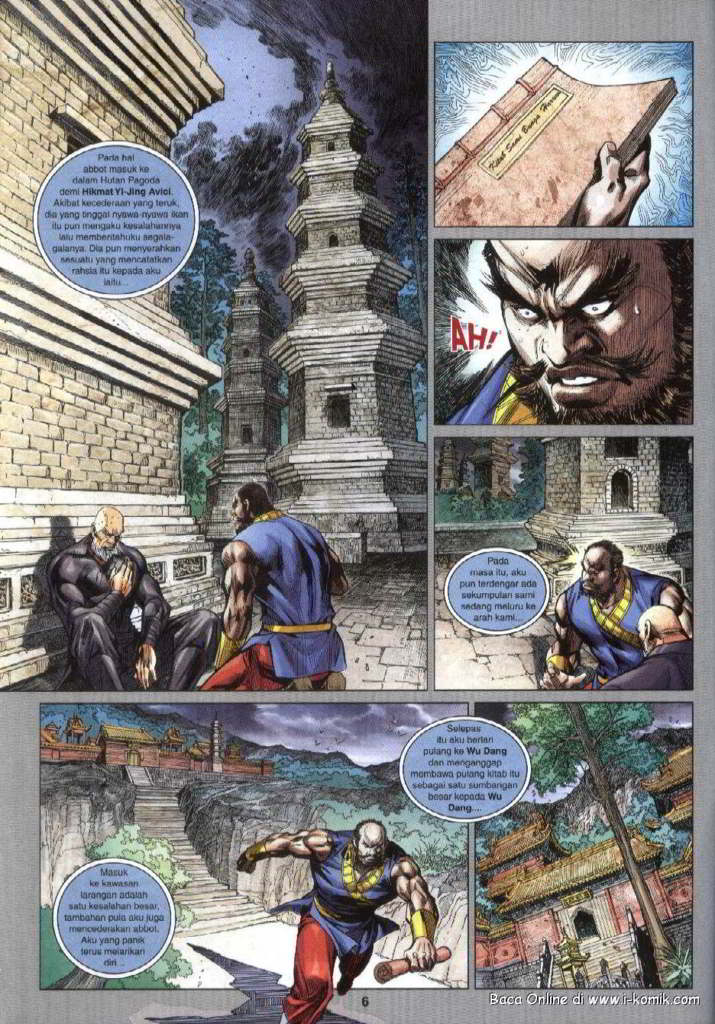 Pada hal
abbot masuk ke
dalam Hutan Pagoda
demi Hikmat Yi-Jing Avici.
Akibat kecederaan yang teruk,
dia yang tinggal nyawa-nyawa ikan
itu pun mengaku kesalahannya
lalu memberitahuku segala-
galanya. Dia pun menyerahkan
sesuatu yang mencatatkan
rahsia itu kepada aku
iaitu...
Kitab Sami Bunga
AH!
Pada
masa itu, aku
pun terdengar ada
sekumpulan sami
sedang meluru ke
arah kami...
Selepas
itu aku berlari
pulang ke Wu Dang
dan menganggap
membawa pulang kitab itu
sebagai satu sumbangan
besar kepada Wu
Dang....
Masuk
ke kawasan
larangan adalah
satu kesalahan besar,
tambahan pula aku juga
mencederakan abbot.
Aku yang panik
terus melarikan
diri...
6
Baca Online di www.i-komik.com